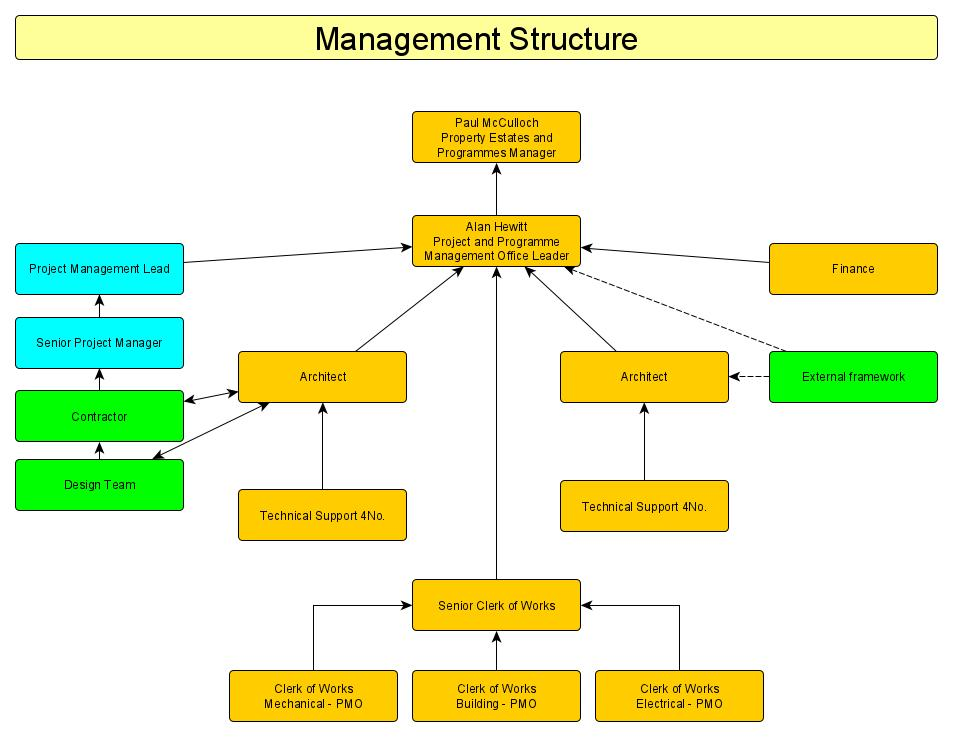 Management Structure
Paul McCulloch
Property Estates and
Programmes Manager
Alan Hewitt
Project and Programme
Management Office Leader
Project Management Lead
Finance
Senior Project Manager
Architect
Architect
External framework
Contractor
Design Team
Technical Support 4No.
Technical Support 4No.
Senior Clerk of Works
Clerk of Works
Mechanical - PMO
Clerk of Works
Building - PMO
Clerk of Works
Electrical - PMO